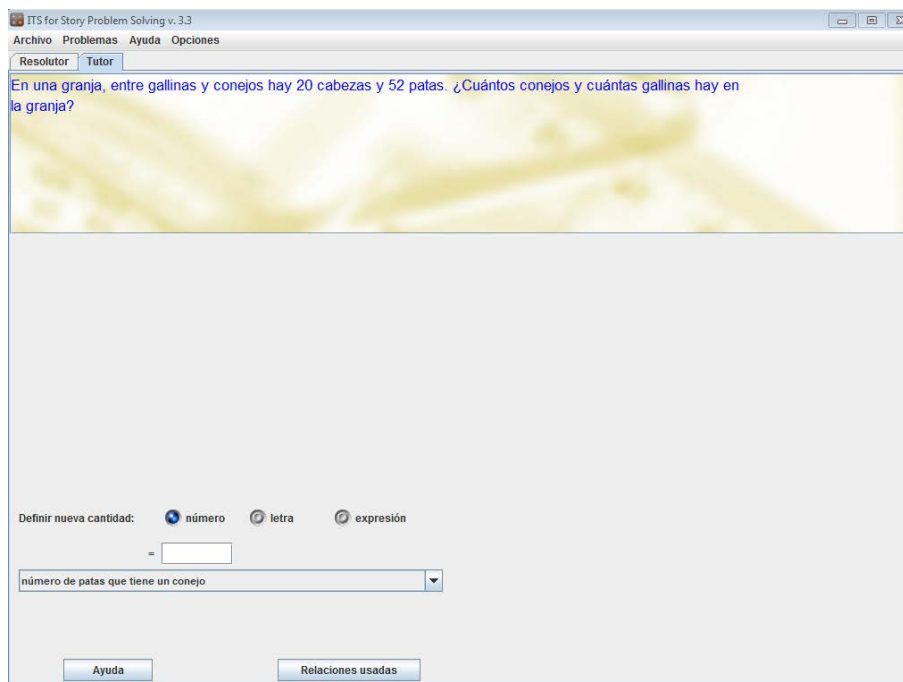 ITS for Story Problem Solving v. 3.3
Archivo Problemas Ayuda Opciones
Resolutor Tutor
En una granja, entre gallinas y conejos hay 20 cabezas y 52 patas. ¿Cuántos conejos y cuántas gallinas hay en
la granja?
Definir nueva cantidad: número letra expresión
=
número de patas que tiene un conejo
Ayuda Relaciones usadas